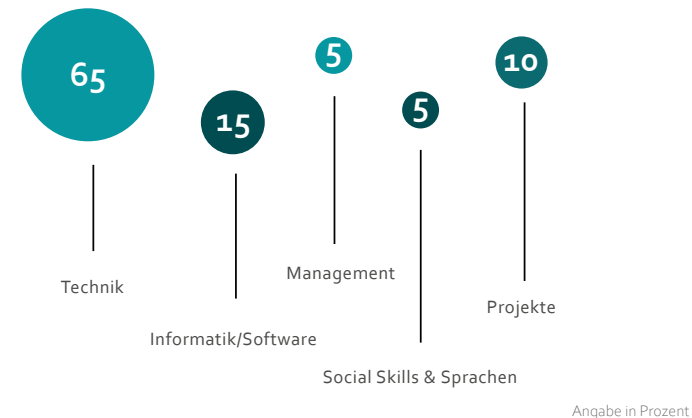 65
15
5
5
10
Technik
Informatik/Software
Management
Social Skills & Sprachen
Projekte
Angabe in Prozent